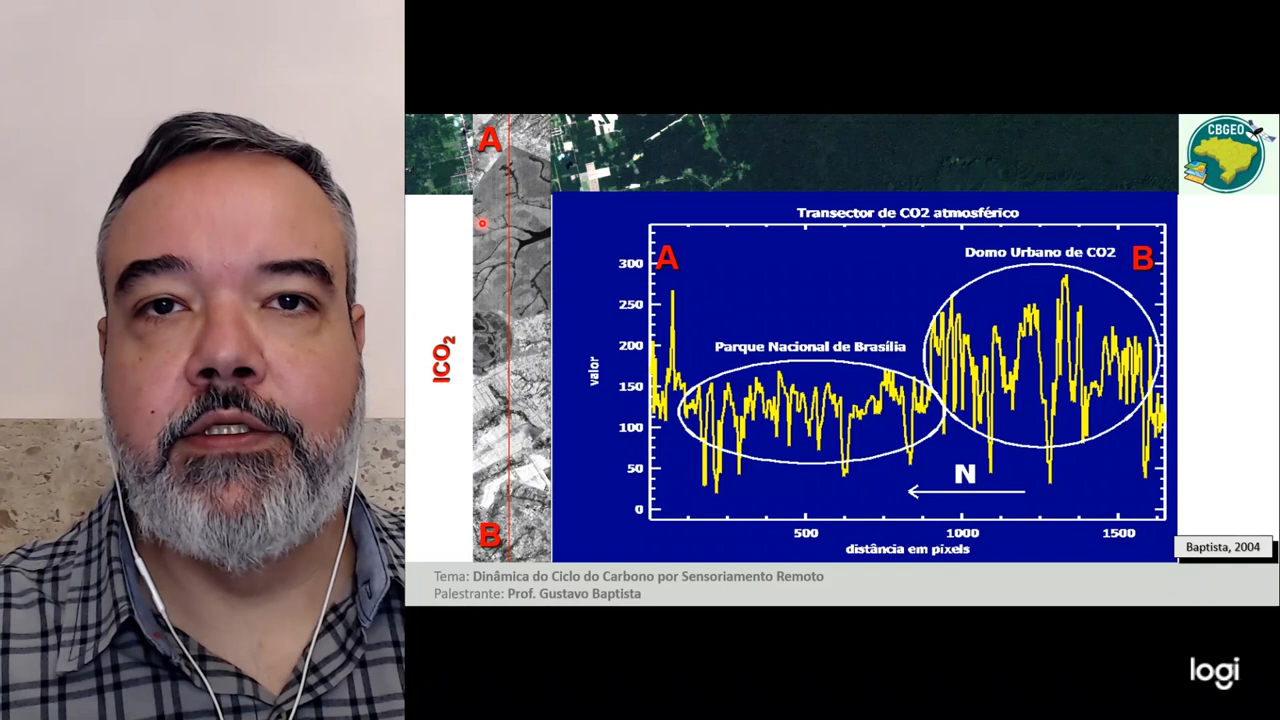 A
CBGEO
Transector de CO2 atmosférico
A
Domo Urbano de CO2
B
300
250
200
150
100
50
0
Parque Nacional de Brasília
valor
ICO₂
N
B
500
1000
1500
distância em pixels
Baptista, 2004
Tema: Dinâmica do Ciclo do Carbono por Sensoriamento Remoto
Palestrante: Prof. Gustavo Baptista
logi